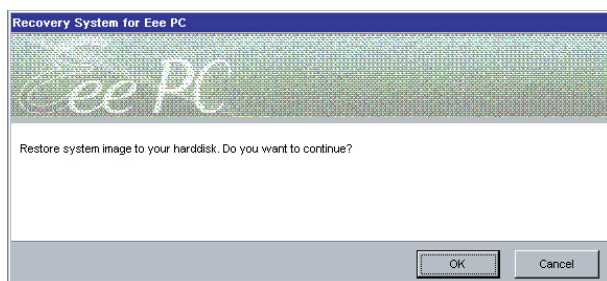 Recovery System for Eee PC
Eee PC
Restore system image to your harddisk. Do you want to continue?
OK
Cancel